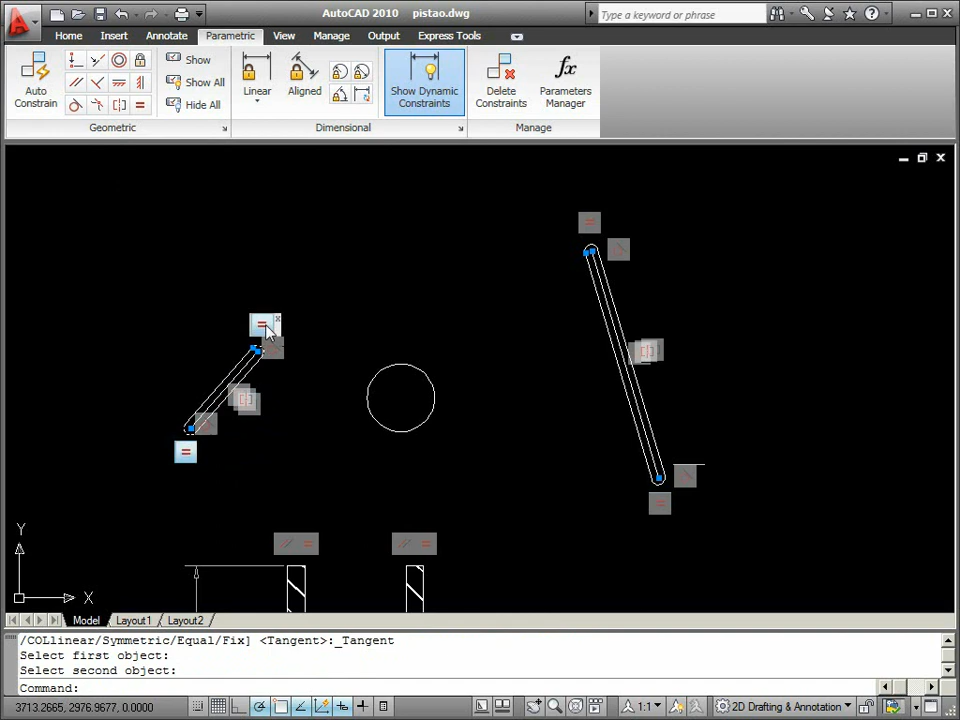 AutoCAD 2010 pistao.dwg
Type a keyword or phrase
Home Insert Annotate Parametric View Manage Output Express Tools
Auto Constrain
Show
Show All
Hide All
Geometric
Linear
Aligned
Dimensional
Show Dynamic Constraints
Delete Constraints
fx
Parameters Manager
Manage
Y
X
Model Layout1 Layout2
/COLlinear/Symmetric/Equal/Fix] <Tangent>:_Tangent
Select first object:
Select second object:
Command:
3713.2665, 2976.9677, 0.0000
1:1
2D Drafting & Annotation